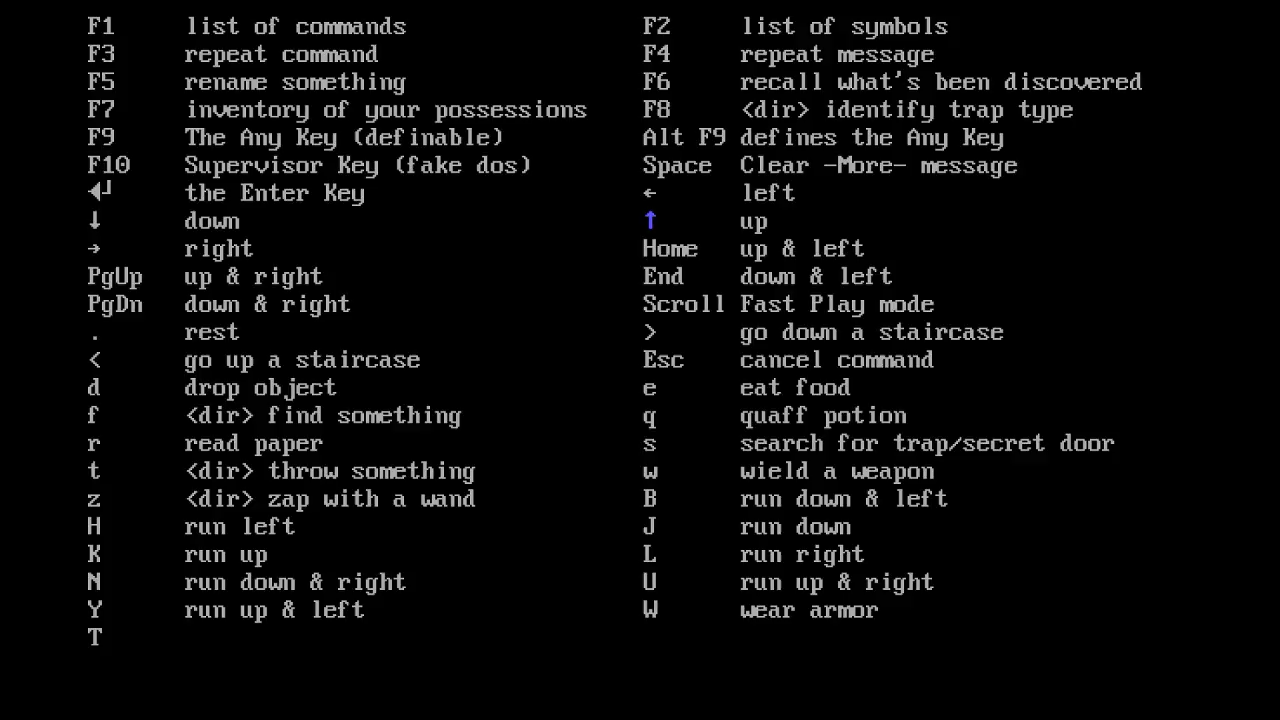 F1 list of commands F2 list of symbols
F3 repeat command F4 repeat message
F5 rename something F6 recall what's been discovered
F7 inventory of your possessions F8 <dir> identify trap type
F9 The Any Key (definable) Alt F9 defines the Any Key
F10 Supervisor Key (fake dos) Space Clear -More- message
◄┘ the Enter Key ← left
↓ down ↑ up
→ right Home up & left
PgUp up & right End down & left
PgDn down & right Scroll Fast Play mode
. rest > go down a staircase
< go up a staircase Esc cancel command
d drop object e eat food
f <dir> find something q quaff potion
r read paper s search for trap/secret door
t <dir> throw something w wield a weapon
z <dir> zap with a wand B run down & left
H run left J run down
K run up L run right
N run down & right U run up & right
Y run up & left W wear armor
T